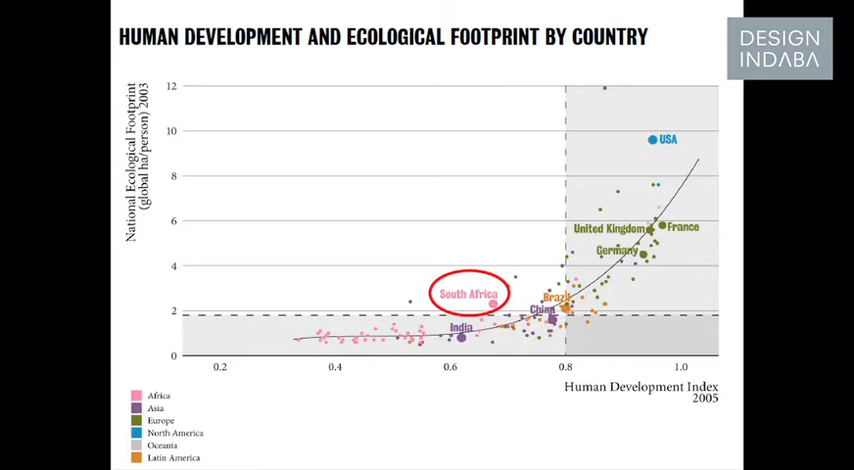 HUMAN DEVELOPMENT AND ECOLOGICAL FOOTPRINT BY COUNTRY
DESIGN
INDABA
National Ecological Footprint
(global ha/person) 2003
12
10
8
6
4
2
0
USA
United Kingdom
France
Germany
South Africa
Brazil
China
India
0.2
0.4
0.6
0.8
1.0
Human Development Index
2005
Africa
Asia
Europe
North America
Oceania
Latin America